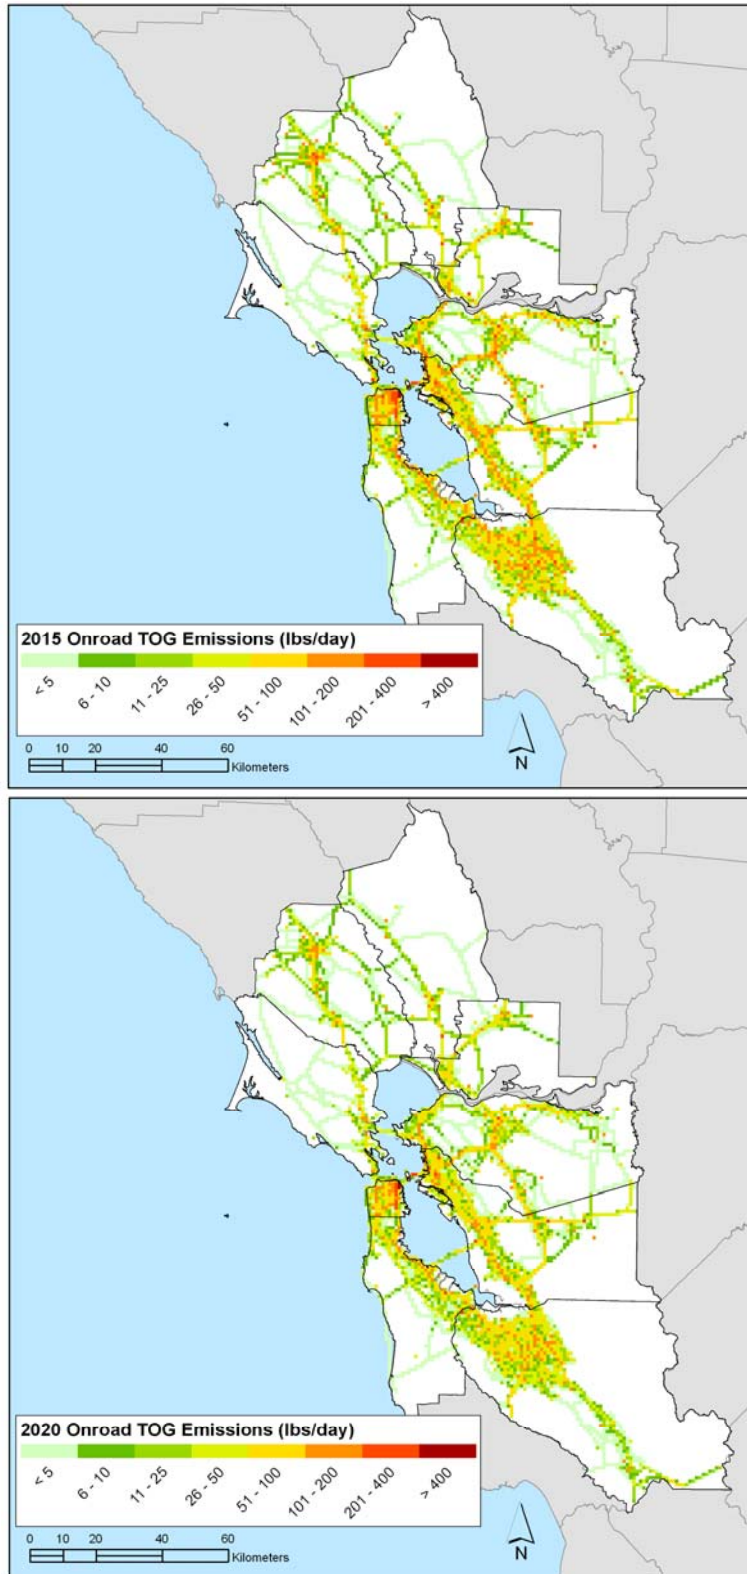 2015 Onroad TOG Emissions (lbs/day)
< 5 6 - 10 11 - 25 26 - 50 51 - 100 101 - 200 201 - 400 > 400
0 10 20 40 60
Kilometers
N
2020 Onroad TOG Emissions (lbs/day)
< 5 6 - 10 11 - 25 26 - 50 51 - 100 101 - 200 201 - 400 > 400
0 10 20 40 60
Kilometers
N